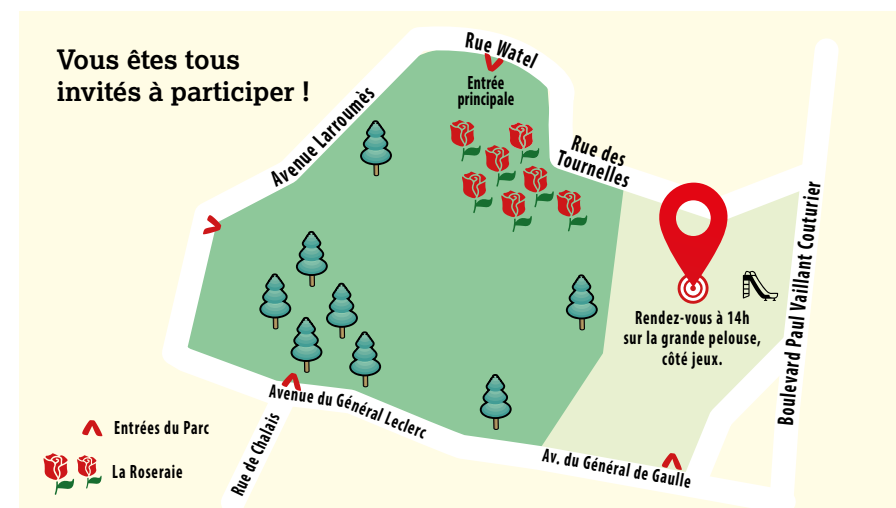 Vous êtes tous
invités à participer !
Rue Watel
Entrée
principale
Avenue Larroumès
Rue des
Tournelles
Boulevard Paul Vaillant Couturier
Rendez-vous à 14h
sur la grande pelouse,
côté jeux.
Avenue du Général Leclerc
Entrées du Parc
Rue de Chalais
Av. du Général de Gaulle
La Roseraie